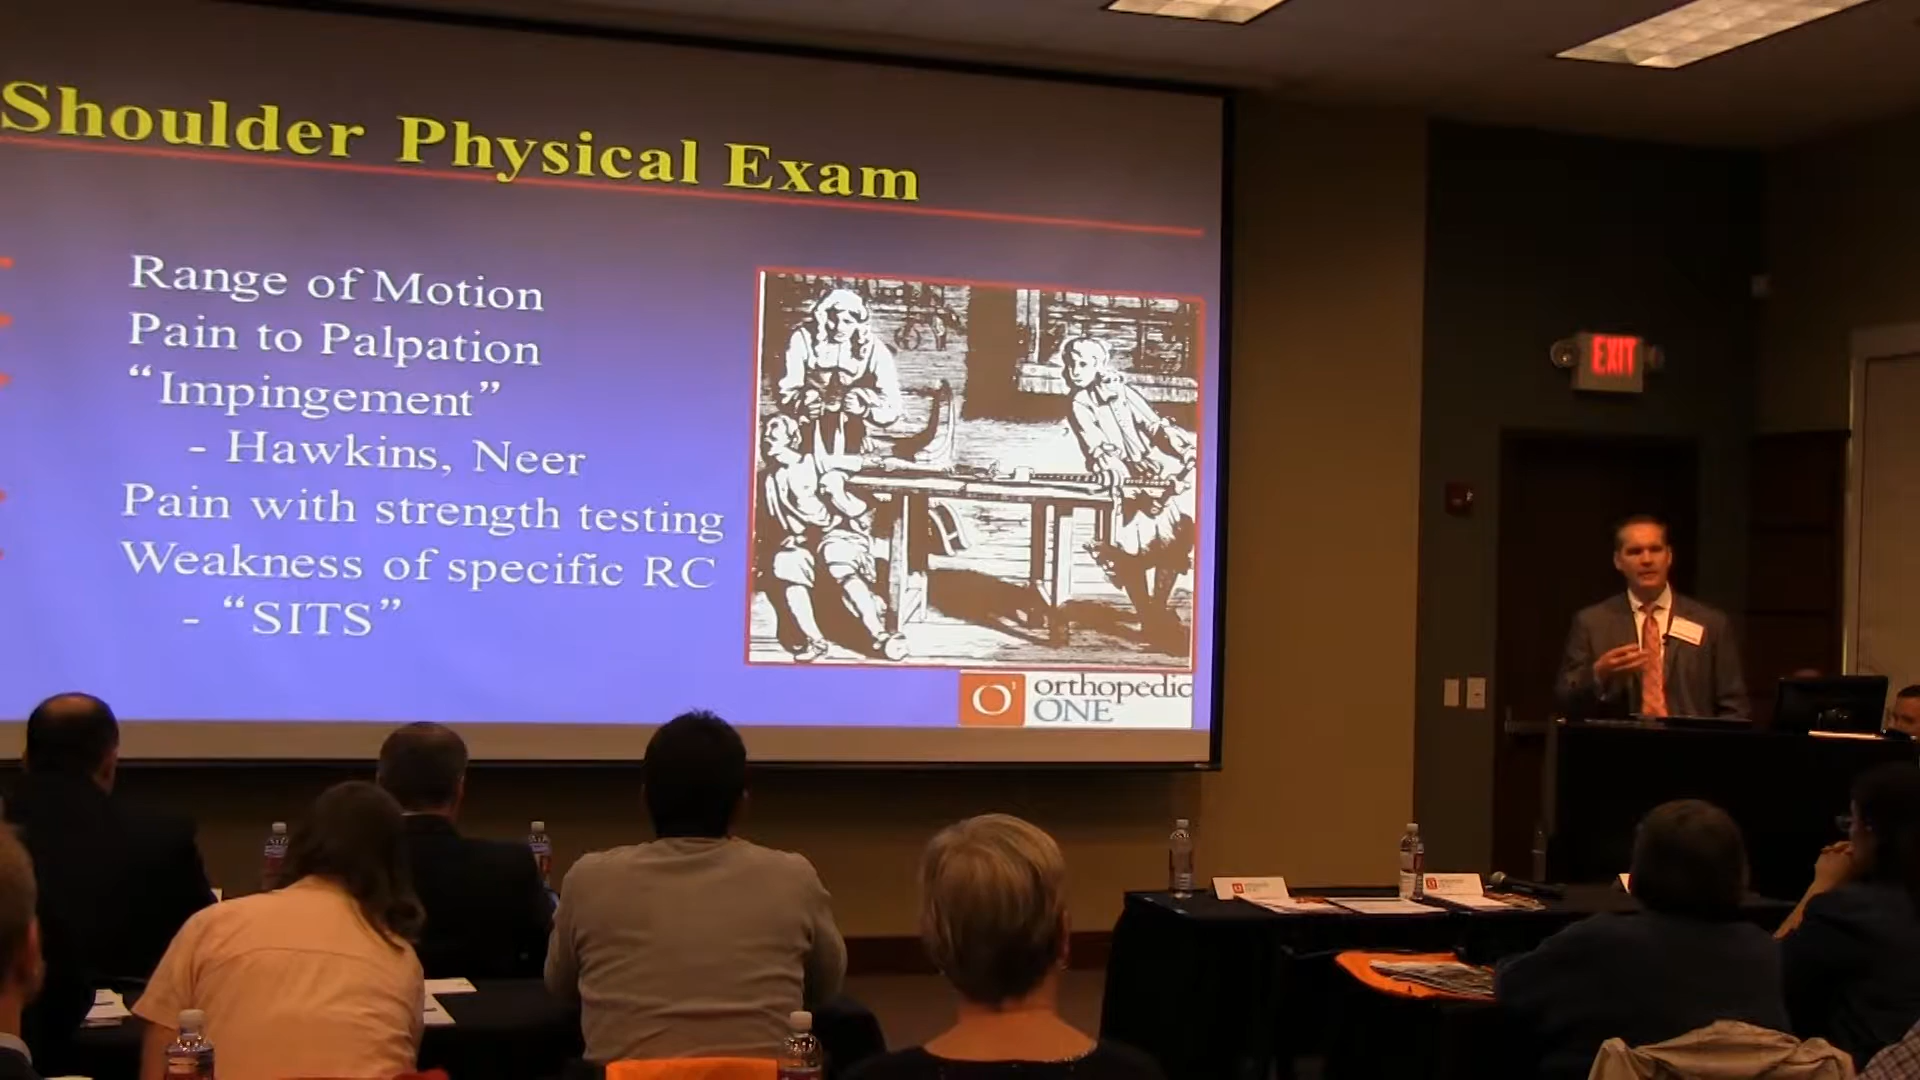 Shoulder Physical Exam
Range of Motion
Pain to Palpation
“Impingement”
- Hawkins, Neer
Pain with strength testing
Weakness of specific RC
- “SITS”
O¹ orthopedic
ONE
EXIT